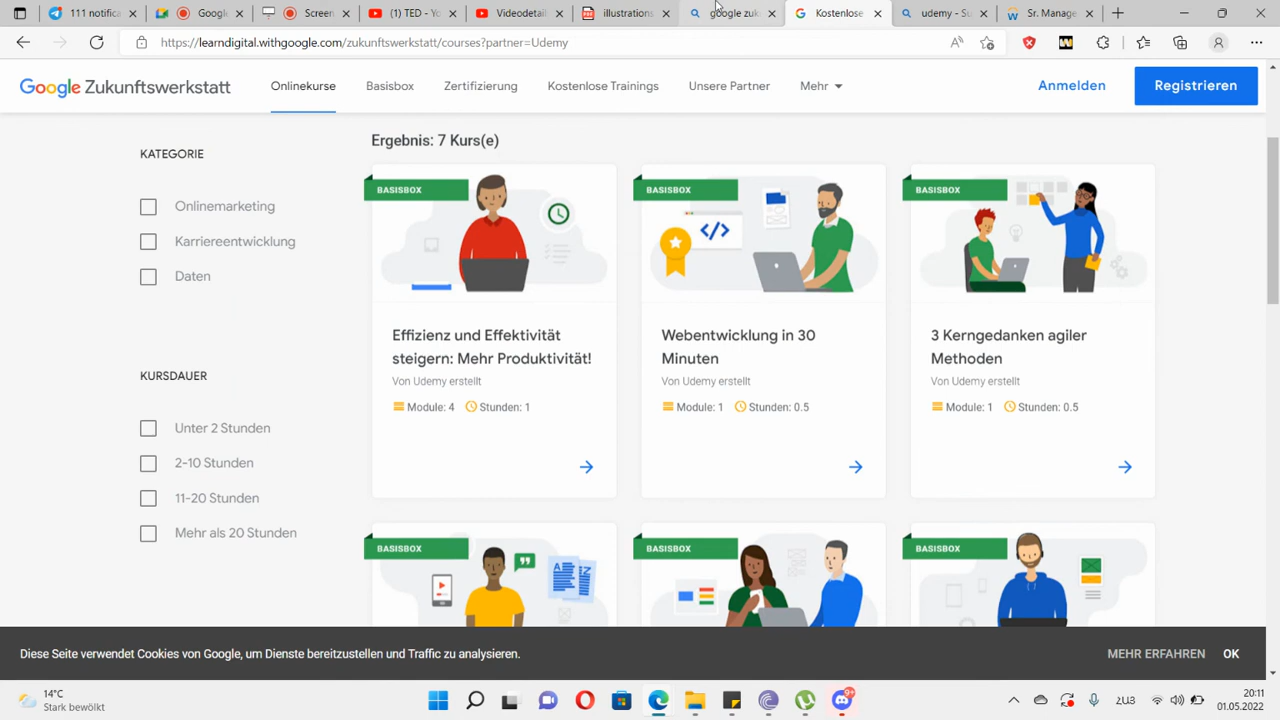 111 notifica
Google
Screen
(1) TED - Yo
Videodetail
illustrations
google zuk
Kostenlose
udemy - Su
Sr. Manage
https://learndigital.withgoogle.com/zukunftswerkstatt/courses?partner=Udemy
Google Zukunftswerkstatt
Onlinekurse
Basisbox
Zertifizierung
Kostenlose Trainings
Unsere Partner
Mehr
Anmelden
Registrieren
Ergebnis: 7 Kurs(e)
KATEGORIE
Onlinemarketing
Karriereentwicklung
Daten
KURSDAUER
Unter 2 Stunden
2-10 Stunden
11-20 Stunden
Mehr als 20 Stunden
BASISBOX
Effizienz und Effektivität
steigern: Mehr Produktivität!
Von Udemy erstellt
Module: 4 Stunden: 1
BASISBOX
Webentwicklung in 30
Minuten
Von Udemy erstellt
Module: 1 Stunden: 0.5
BASISBOX
3 Kerngedanken agiler
Methoden
Von Udemy erstellt
Module: 1 Stunden: 0.5
BASISBOX
BASISBOX
BASISBOX
Diese Seite verwendet Cookies von Google, um Dienste bereitzustellen und Traffic zu analysieren.
MEHR ERFAHREN
OK
14°C
Stark bewölkt
ՀԱՅ
20:11
01.05.2022